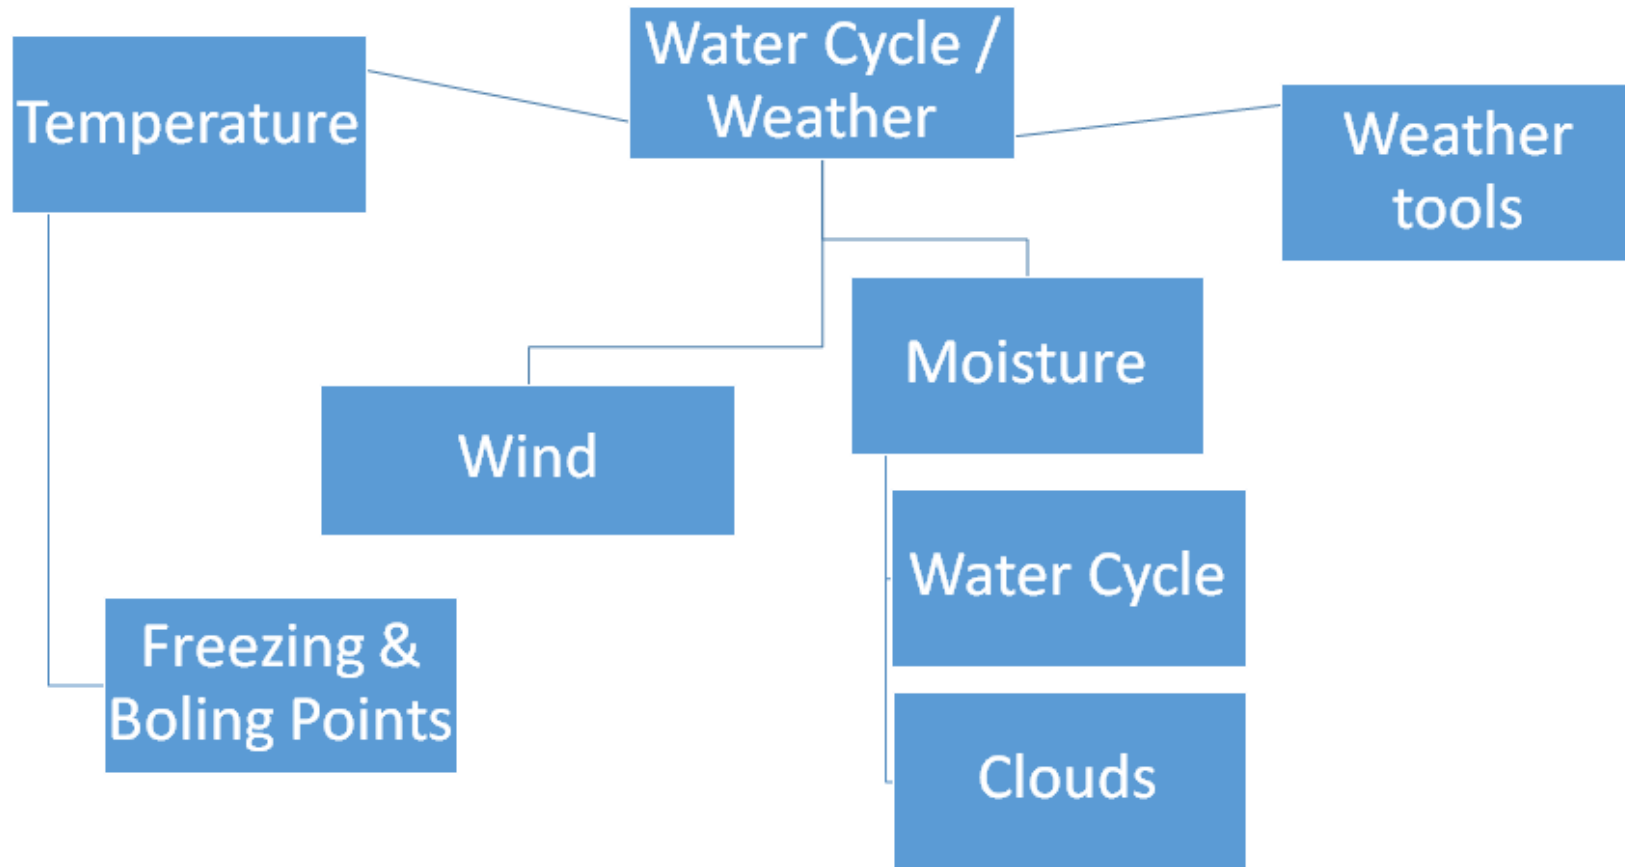 Water Cycle /
Weather
Temperature
Weather
tools
Moisture
Wind
Water Cycle
Freezing &
Boling Points
Clouds